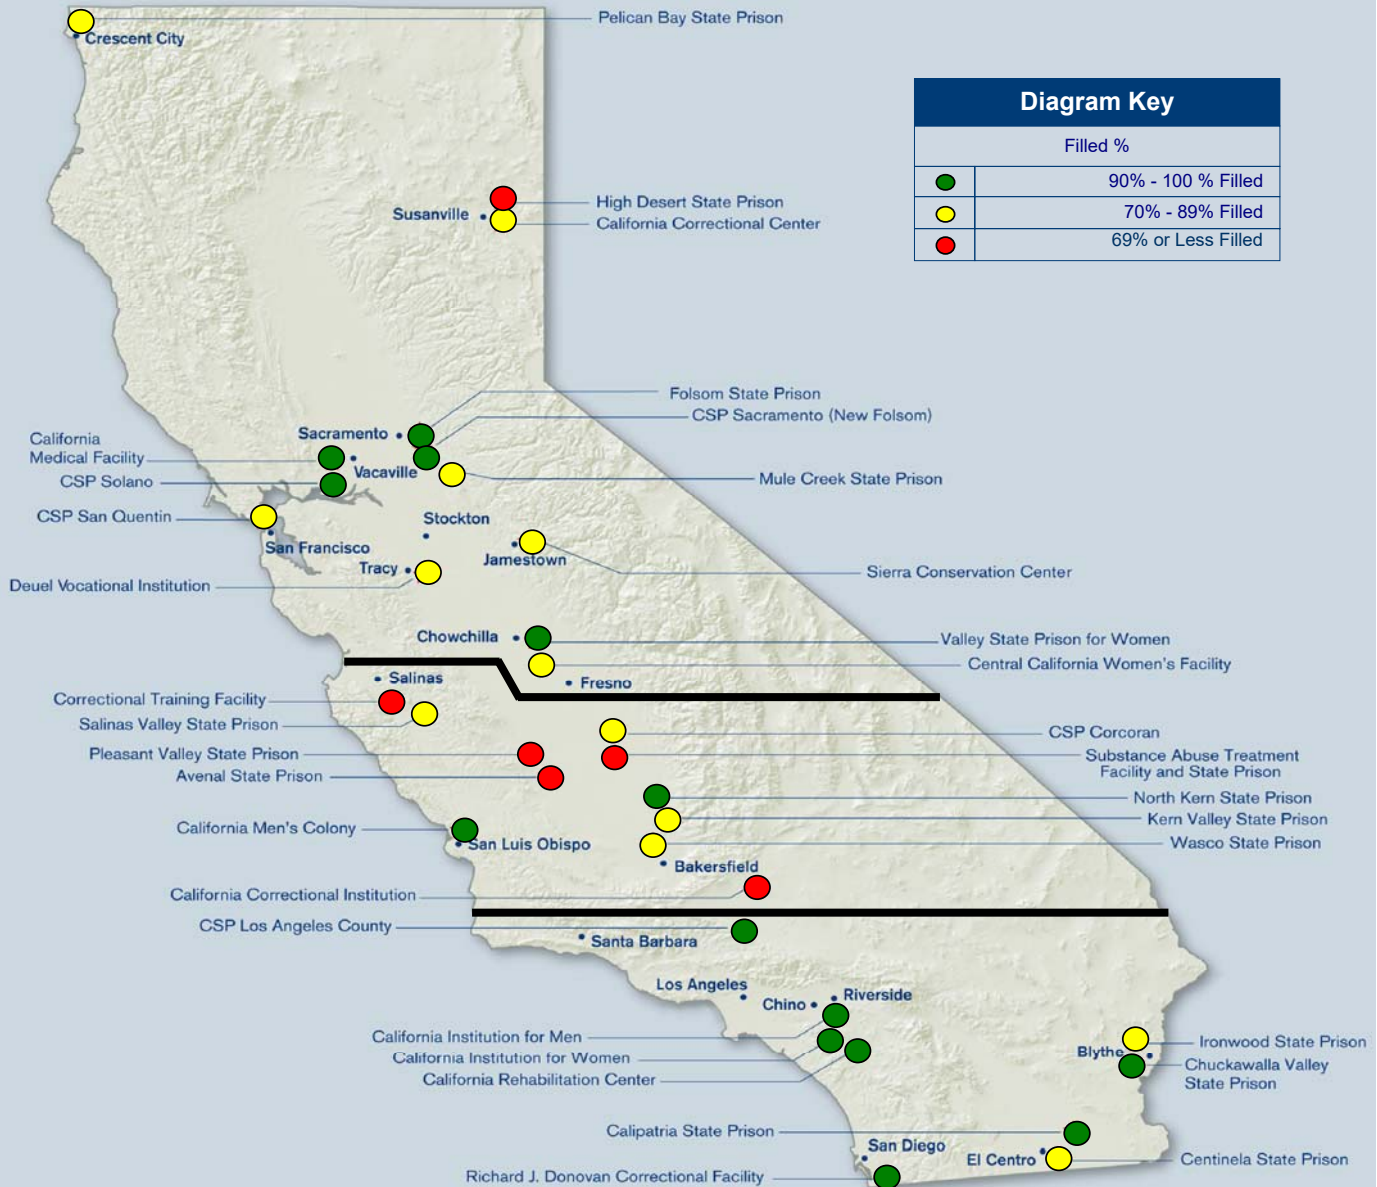 Pelican Bay State Prison
Crescent City
Diagram Key
Filled %
90% - 100 % Filled
70% - 89% Filled
69% or Less Filled
High Desert State Prison
Susanville
California Correctional Center
Folsom State Prison
CSP Sacramento (New Folsom)
Sacramento
California
Medical Facility
Vacaville
CSP Solano
Mule Creek State Prison
CSP San Quentin
Stockton
San Francisco
Jamestown
Tracy
Sierra Conservation Center
Deuel Vocational Institution
Chowchilla
Valley State Prison for Women
Central California Women's Facility
Salinas
Fresno
Correctional Training Facility
Salinas Valley State Prison
CSP Corcoran
Pleasant Valley State Prison
Substance Abuse Treatment
Facility and State Prison
Avenal State Prison
North Kern State Prison
Kern Valley State Prison
California Men's Colony
San Luis Obispo
Wasco State Prison
Bakersfield
California Correctional Institution
CSP Los Angeles County
Santa Barbara
Los Angeles
Chino
Riverside
California Institution for Men
California Institution for Women
California Rehabilitation Center
Ironwood State Prison
Blythe
Chuckawalla Valley
State Prison
Calipatria State Prison
San Diego
El Centro
Centinela State Prison
Richard J. Donovan Correctional Facility